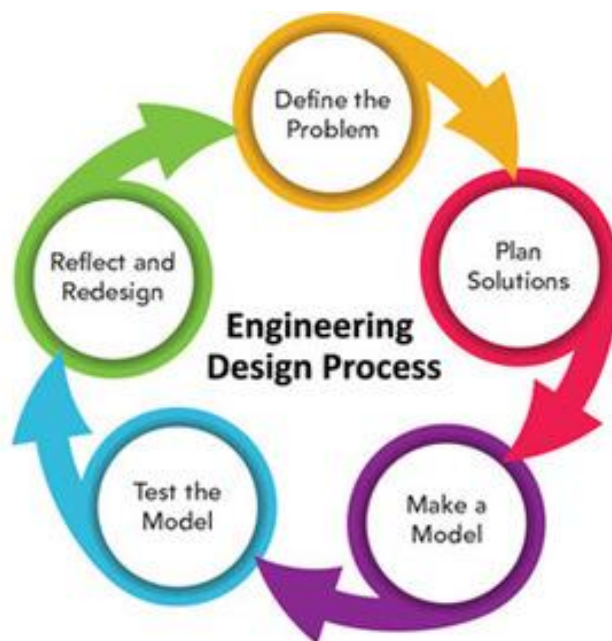 Define the
Problem
Plan
Solutions
Make a
Model
Test the
Model
Reflect and
Redesign
Engineering
Design Process